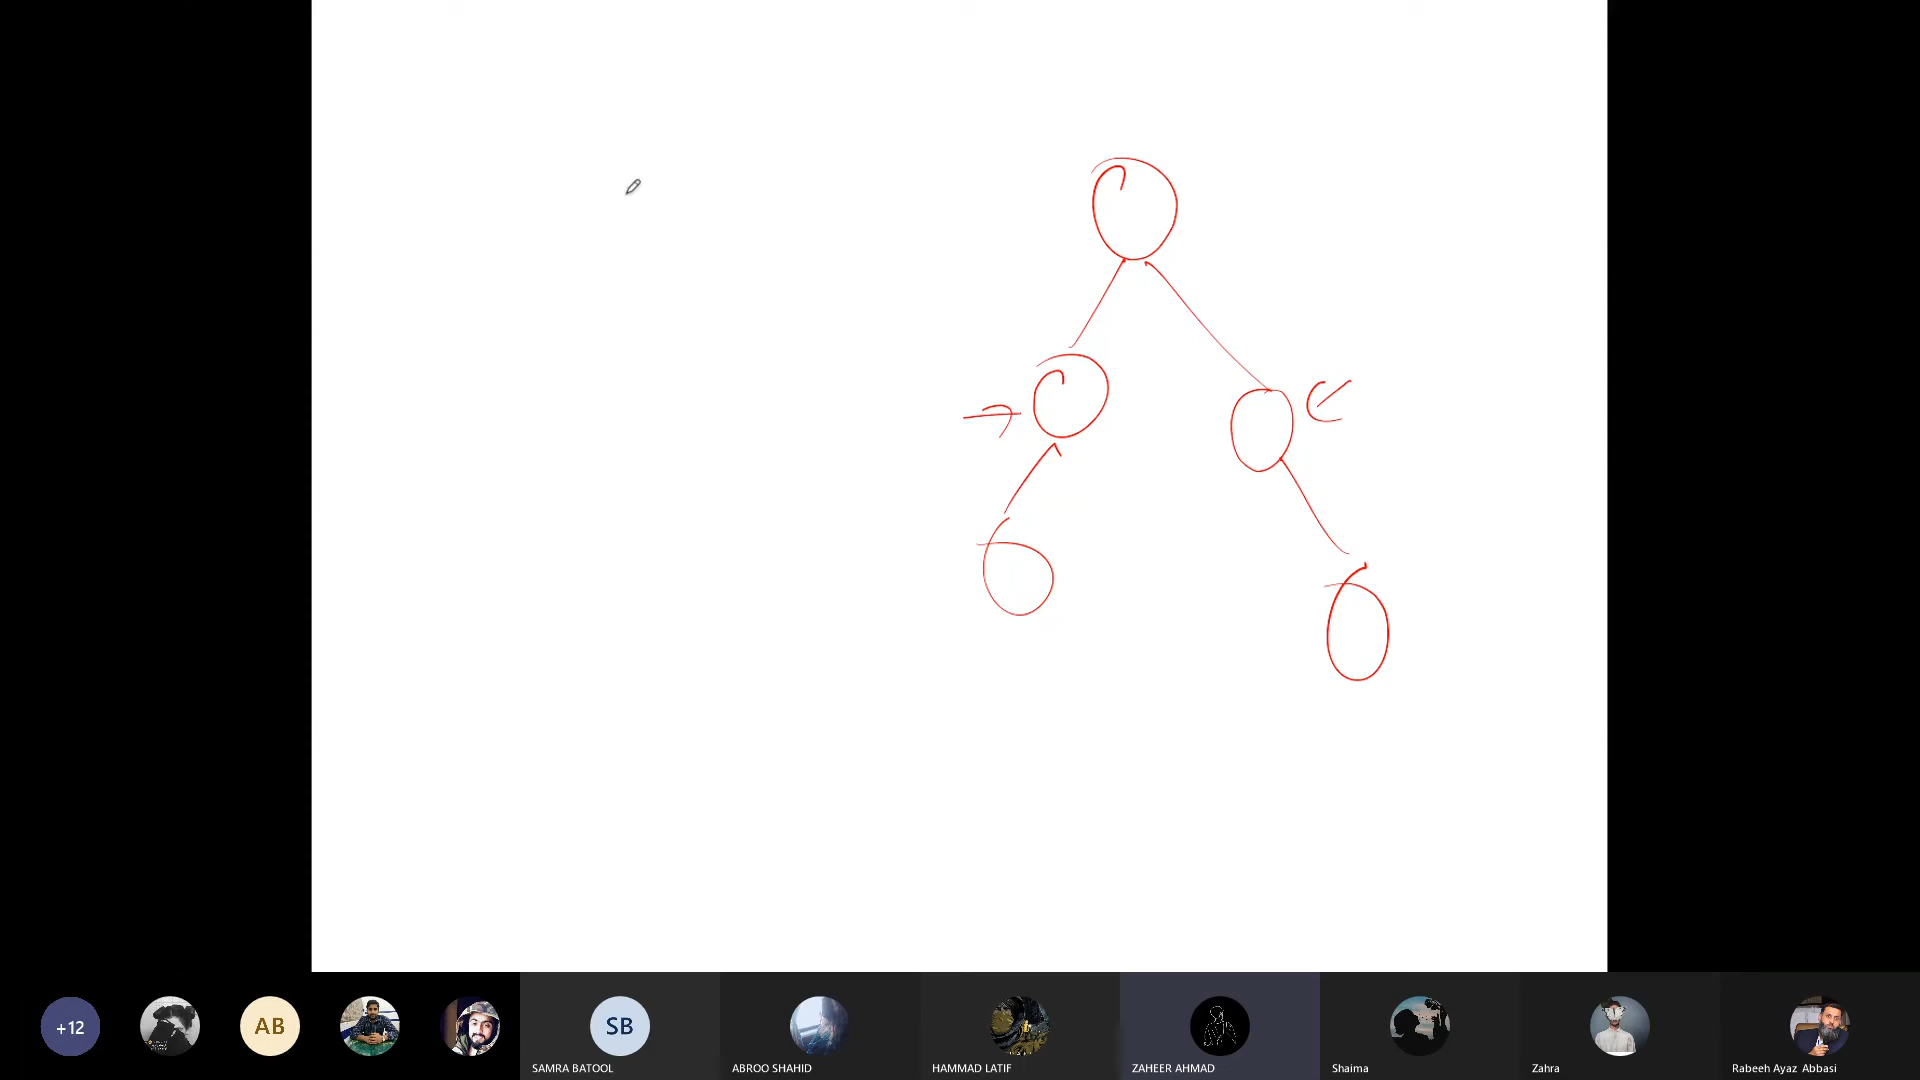 +12
AB
SB
SAMRA BATOOL
ABROO SHAHID
HAMMAD LATIF
ZAHEER AHMAD
Shaima
Zahra
Rabeeh Ayaz Abbasi